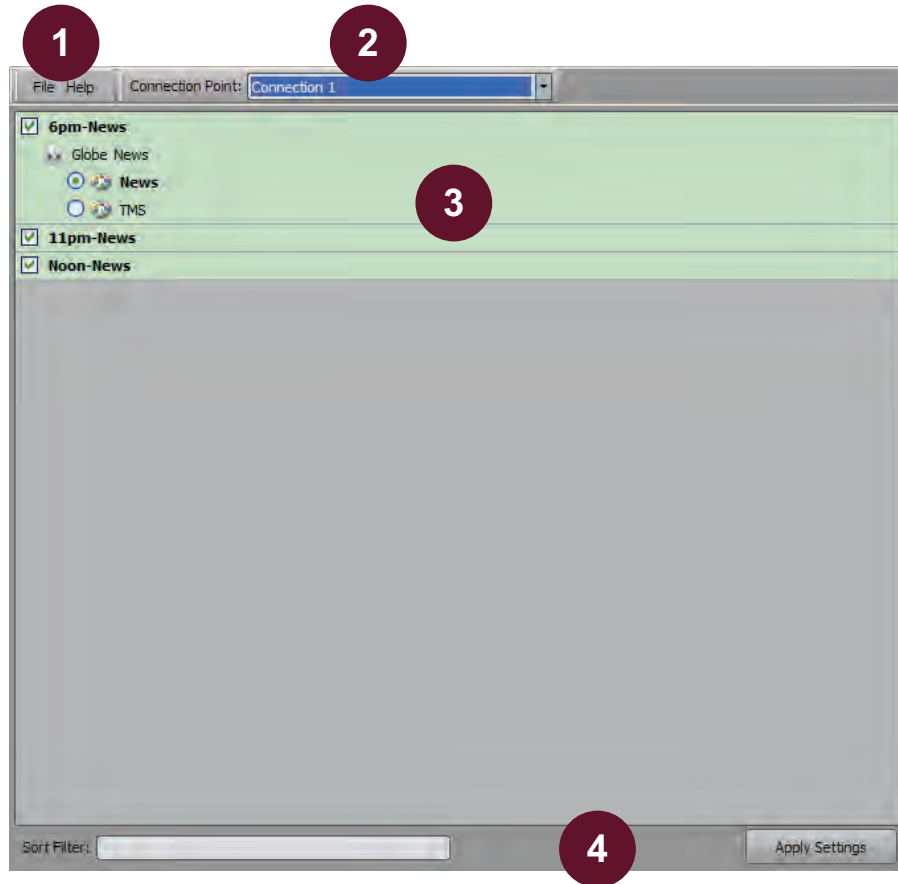 1
2
File Help Connection Point: Connection 1
6pm-News
Globe News
News
3
TMS
11pm-News
Noon-News
Sort Filter:
4
Apply Settings